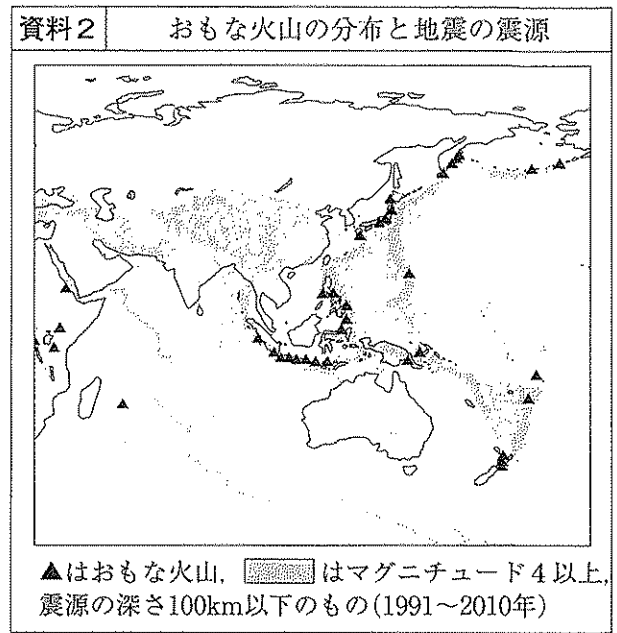 資料2 おもな火山の分布と地震の震源
▲はおもな火山, はマグニチュード4以上,
震源の深さ100km以下のもの(1991～2010年)